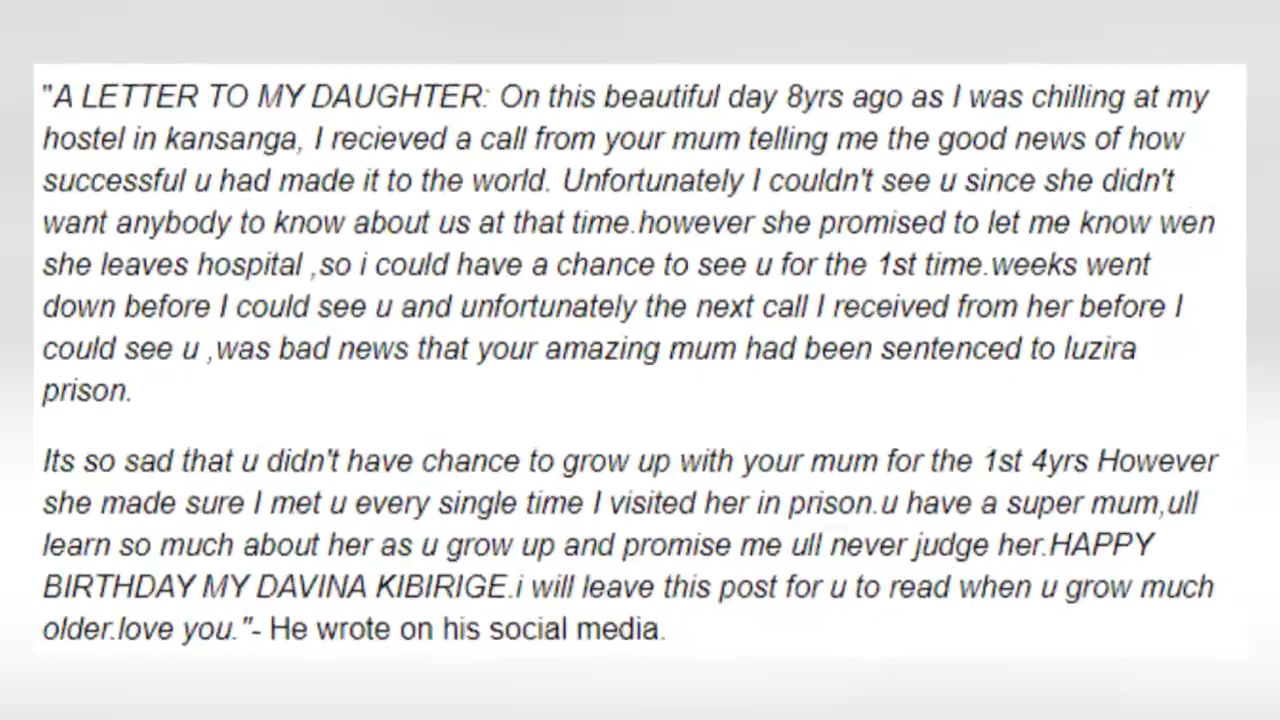 "A LETTER TO MY DAUGHTER: On this beautiful day 8yrs ago as I was chilling at my
hostel in kansanga, I recieved a call from your mum telling me the good news of how
successful u had made it to the world. Unfortunately I couldn't see u since she didn't
want anybody to know about us at that time.however she promised to let me know wen
she leaves hospital ,so i could have a chance to see u for the 1st time.weeks went
down before I could see u and unfortunately the next call I received from her before I
could see u ,was bad news that your amazing mum had been sentenced to luzira
prison.
Its so sad that u didn't have chance to grow up with your mum for the 1st 4yrs However
she made sure I met u every single time I visited her in prison.u have a super mum,ull
learn so much about her as u grow up and promise me ull never judge her.HAPPY
BIRTHDAY MY DAVINA KIBIRIGE.i will leave this post for u to read when u grow much
older.love you."- He wrote on his social media.